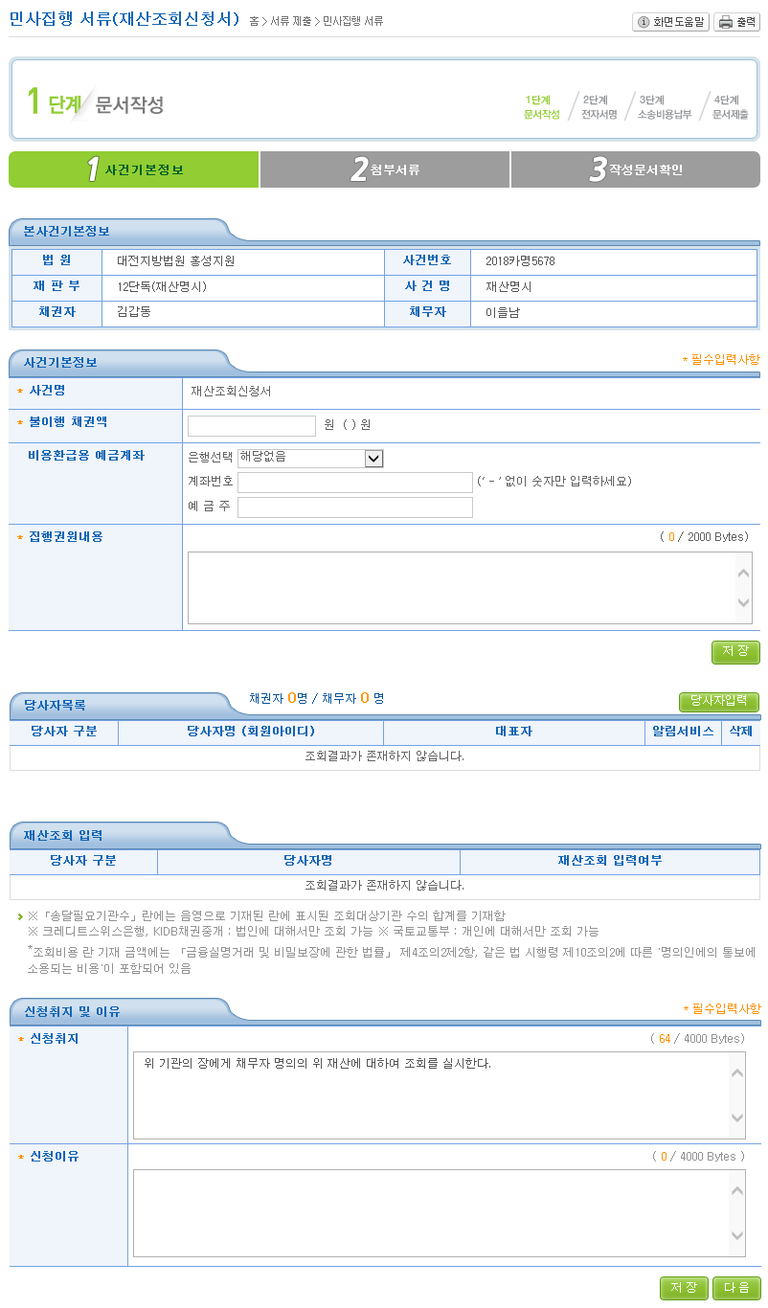 민사집행 서류(재산조회신청서) 홈 > 서류 제출 > 민사집행 서류
화면도움말 출력
1 단계 문서작성
1단계 문서작성 2단계 전자서명 3단계 소송비용납부 4단계 문서제출
1 사건기본정보 2 첨부서류 3 작성문서확인
본사건기본정보
법 원 대전지방법원 홍성지원 사건번호 2018카명5678
재 판 부 12단독(재산명시) 사 건 명 재산명시
채권자 김갑동 채무자 이을남
사건기본정보 * 필수입력사항
* 사건명 재산조회신청서
* 불이행 채권액 원 ( ) 원
비용환급용 예금계좌 은행선택 해당없음
계좌번호 (' - ' 없이 숫자만 입력하세요)
예 금 주
* 집행권원내용 ( 0 / 2000 Bytes)
저 장
당사자목록 채권자 0명 / 채무자 0 명 당사자입력
당사자 구분 당사자명 (회원아이디) 대표자 알림서비스 삭제
조회결과가 존재하지 않습니다.
재산조회 입력
당사자 구분 당사자명 재산조회 입력여부
조회결과가 존재하지 않습니다.
※「송달필요기관수」란에는 음영으로 기재된 란에 표시된 조회대상기관 수의 합계를 기재함
※ 크레디트스위스은행, KIDB채권중개 : 법인에 대해서만 조회 가능 ※ 국토교통부 : 개인에 대해서만 조회 가능
*조회비용 란 기재 금액에는 「금융실명거래 및 비밀보장에 관한 법률」 제4조의2제2항, 같은 법 시행령 제10조의2에 따른 '명의인에의 통보에
소용되는 비용'이 포함되어 있음
신청취지 및 이유 * 필수입력사항
* 신청취지 ( 64 / 4000 Bytes)
위 기관의 장에게 채무자 명의의 위 재산에 대하여 조회를 실시한다.
* 신청이유 ( 0 / 4000 Bytes )
저 장 다 음